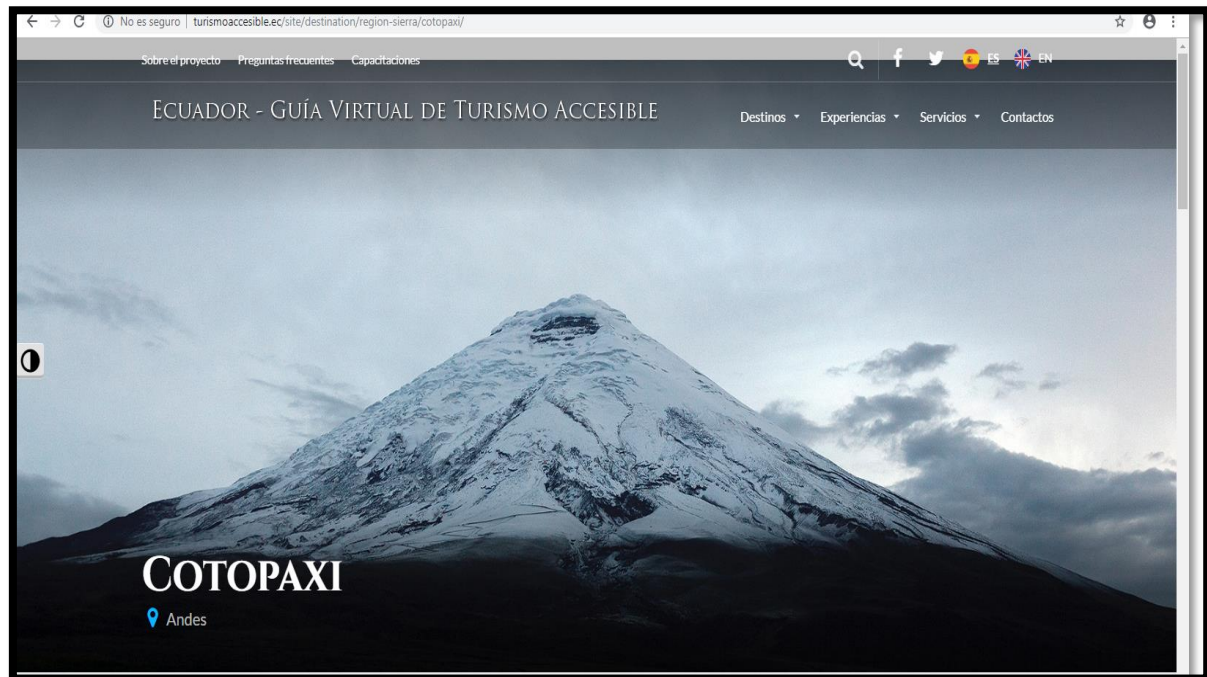 No es seguro | turismoaccesible.ec/site/destination/region-sierra/cotopaxi/
Sobre el proyecto Preguntas frecuentes Capacitaciones ES EN
ECUADOR - GUÍA VIRTUAL DE TURISMO ACCESIBLE
Destinos Experiencias Servicios Contactos
COTOPAXI
Andes